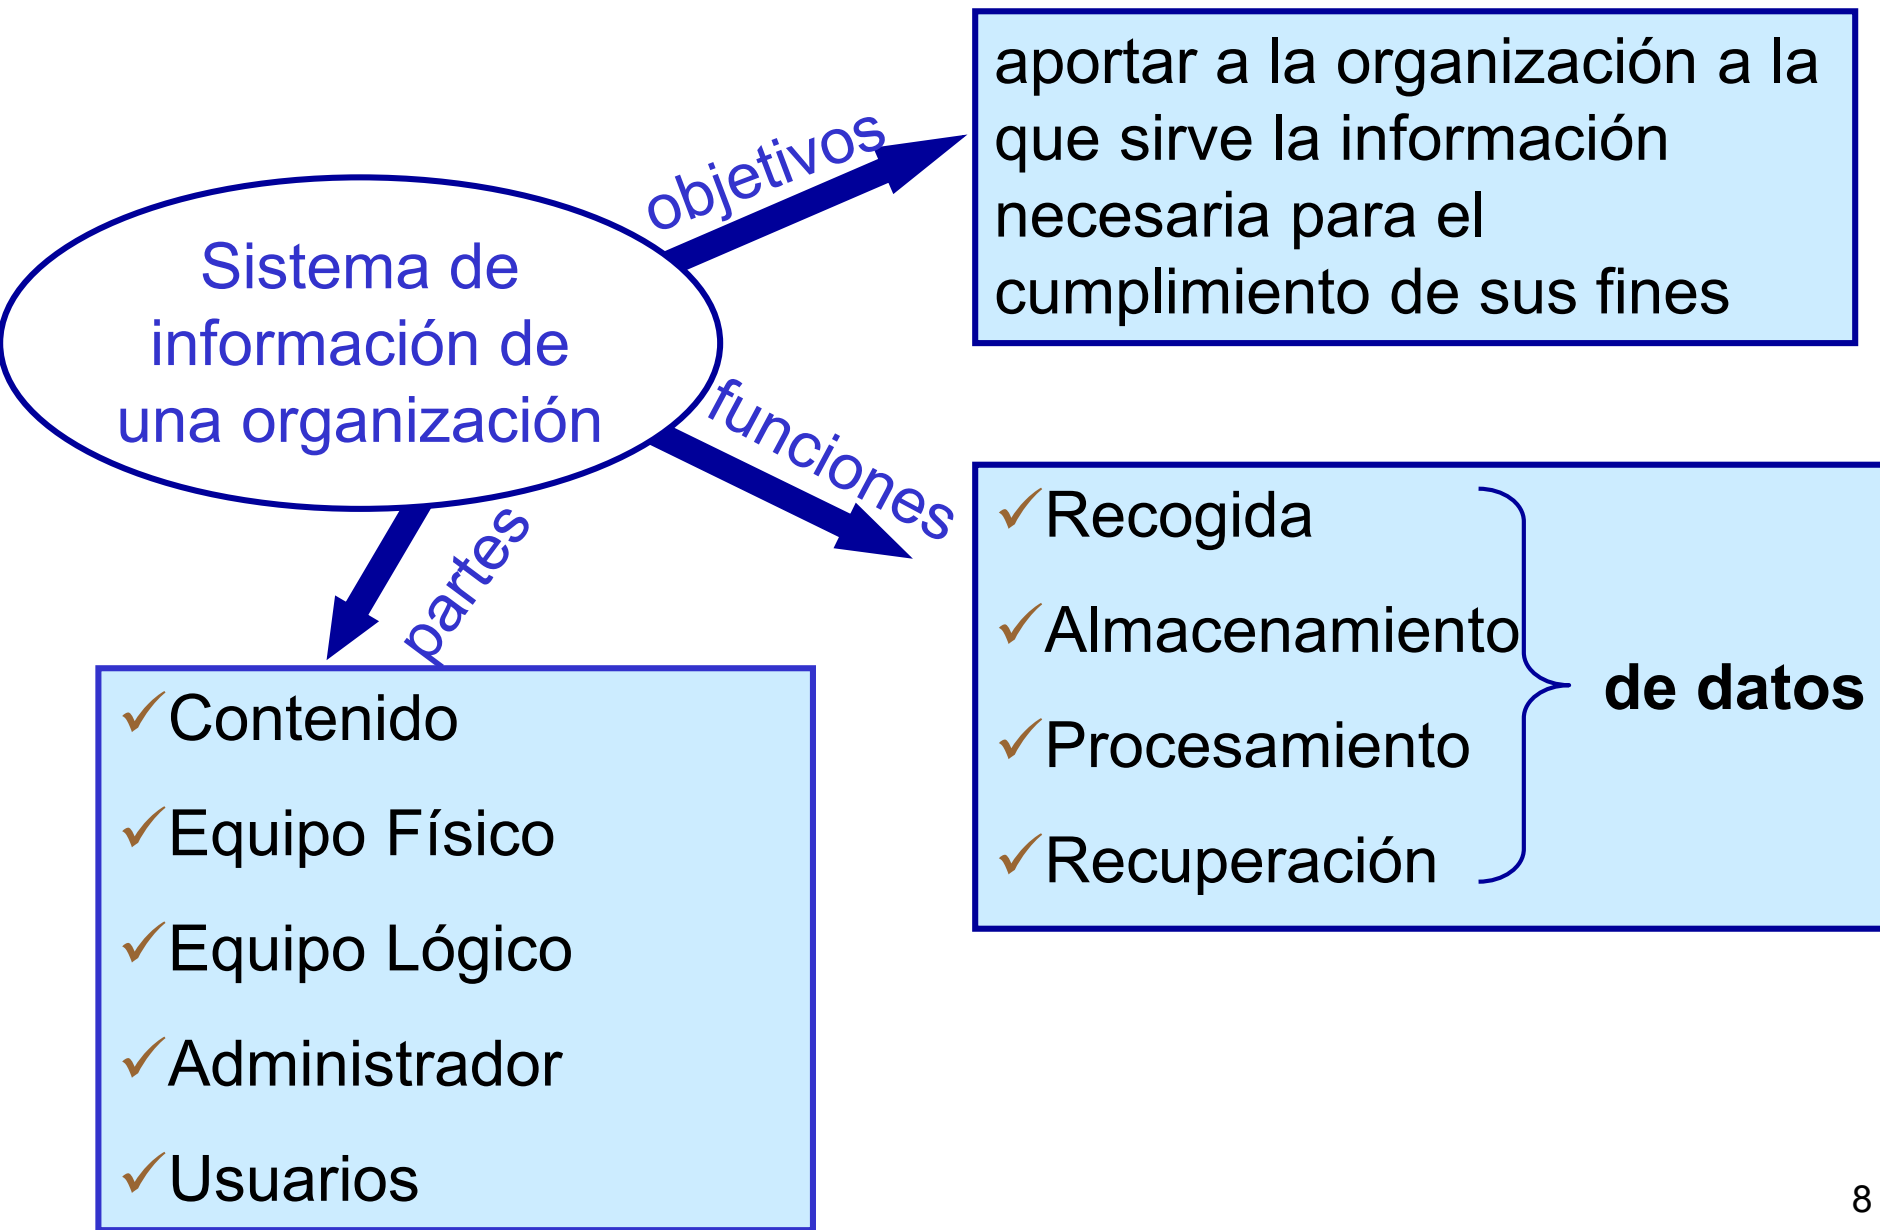 Sistema de
información de
una organización
objetivos
aportar a la organización a la
que sirve la información
necesaria para el
cumplimiento de sus fines
funciones
✓Recogida
✓Almacenamiento
✓Procesamiento
✓Recuperación
de datos
partes
✓Contenido
✓Equipo Físico
✓Equipo Lógico
✓Administrador
✓Usuarios
8